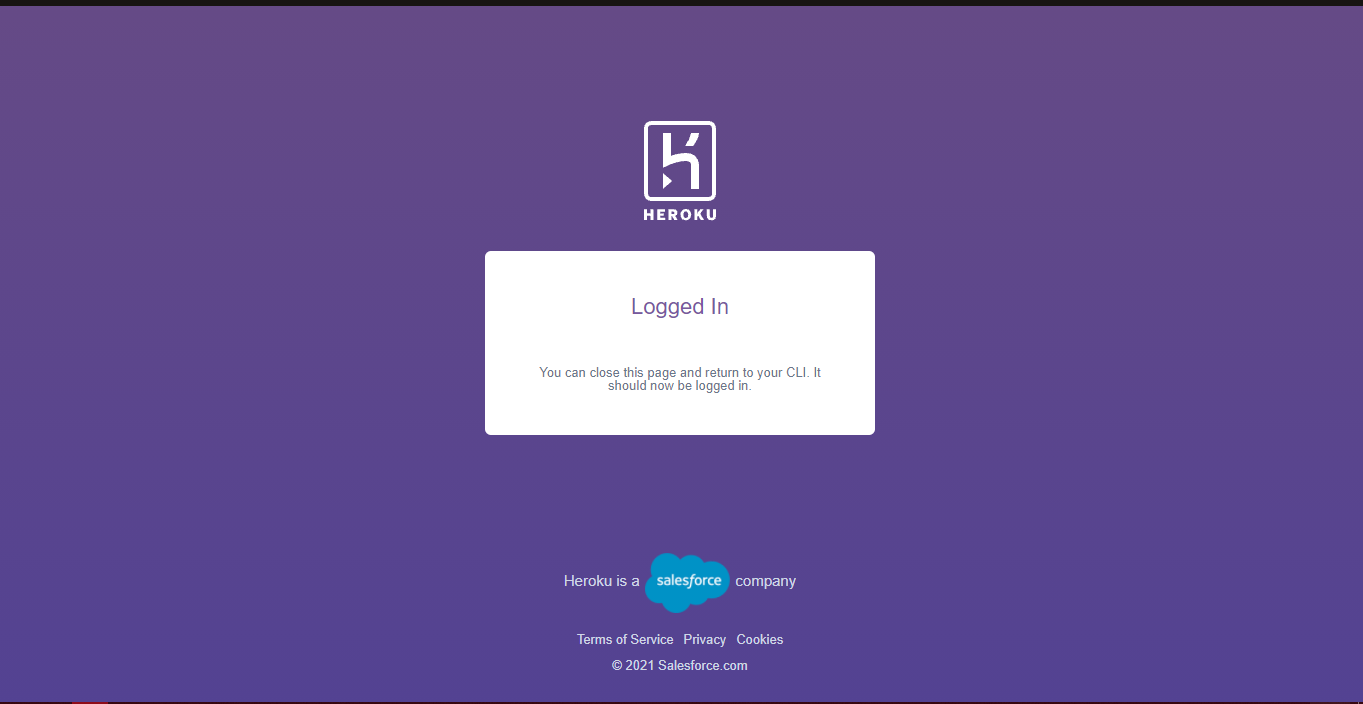 HEROKU
Logged In
You can close this page and return to your CLI. It
should now be logged in.
Heroku is a salesforce company
Terms of Service Privacy Cookies
© 2021 Salesforce.com